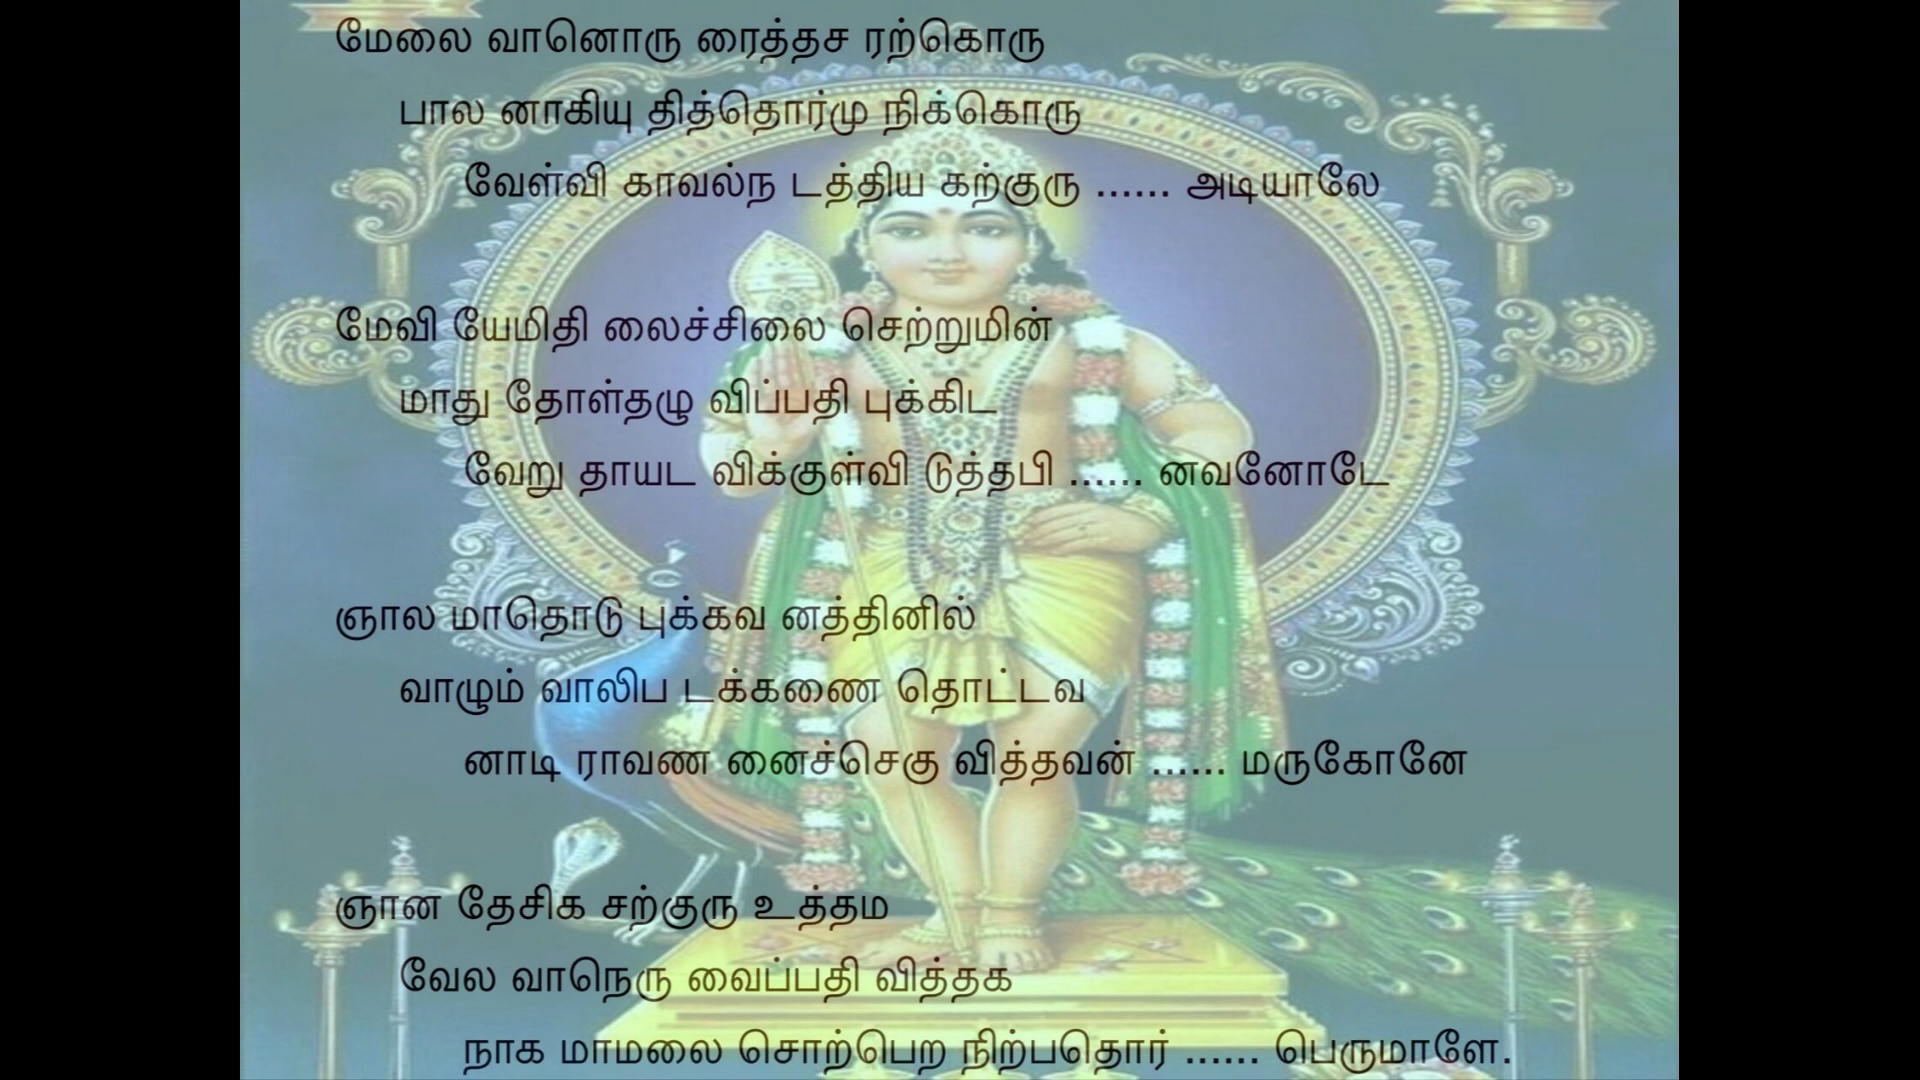 மேலை வானொரு ரைத்தச ரற்கொரு
பால னாகியு தித்தொர்மு நிக்கொரு
வேள்வி காவல்ந டத்திய கற்குரு ...... அடியாலே
மேவி யேமிதி லைச்சிலை செற்றுமின்
மாது தோள்தழு விப்பதி புக்கிட
வேறு தாயட விக்குள்வி டுத்தபி ...... னவனோடே
ஞால மாதொடு புக்கவ னத்தினில்
வாழும் வாலிப டக்கணை தொட்டவ
னாடி ராவண னைச்செகு வித்தவன் ...... மருகோனே
ஞான தேசிக சற்குரு உத்தம
வேல வாநெரு வைப்பதி வித்தக
நாக மாமலை சொற்பெற நிற்பதொர் ...... பெருமாளே.